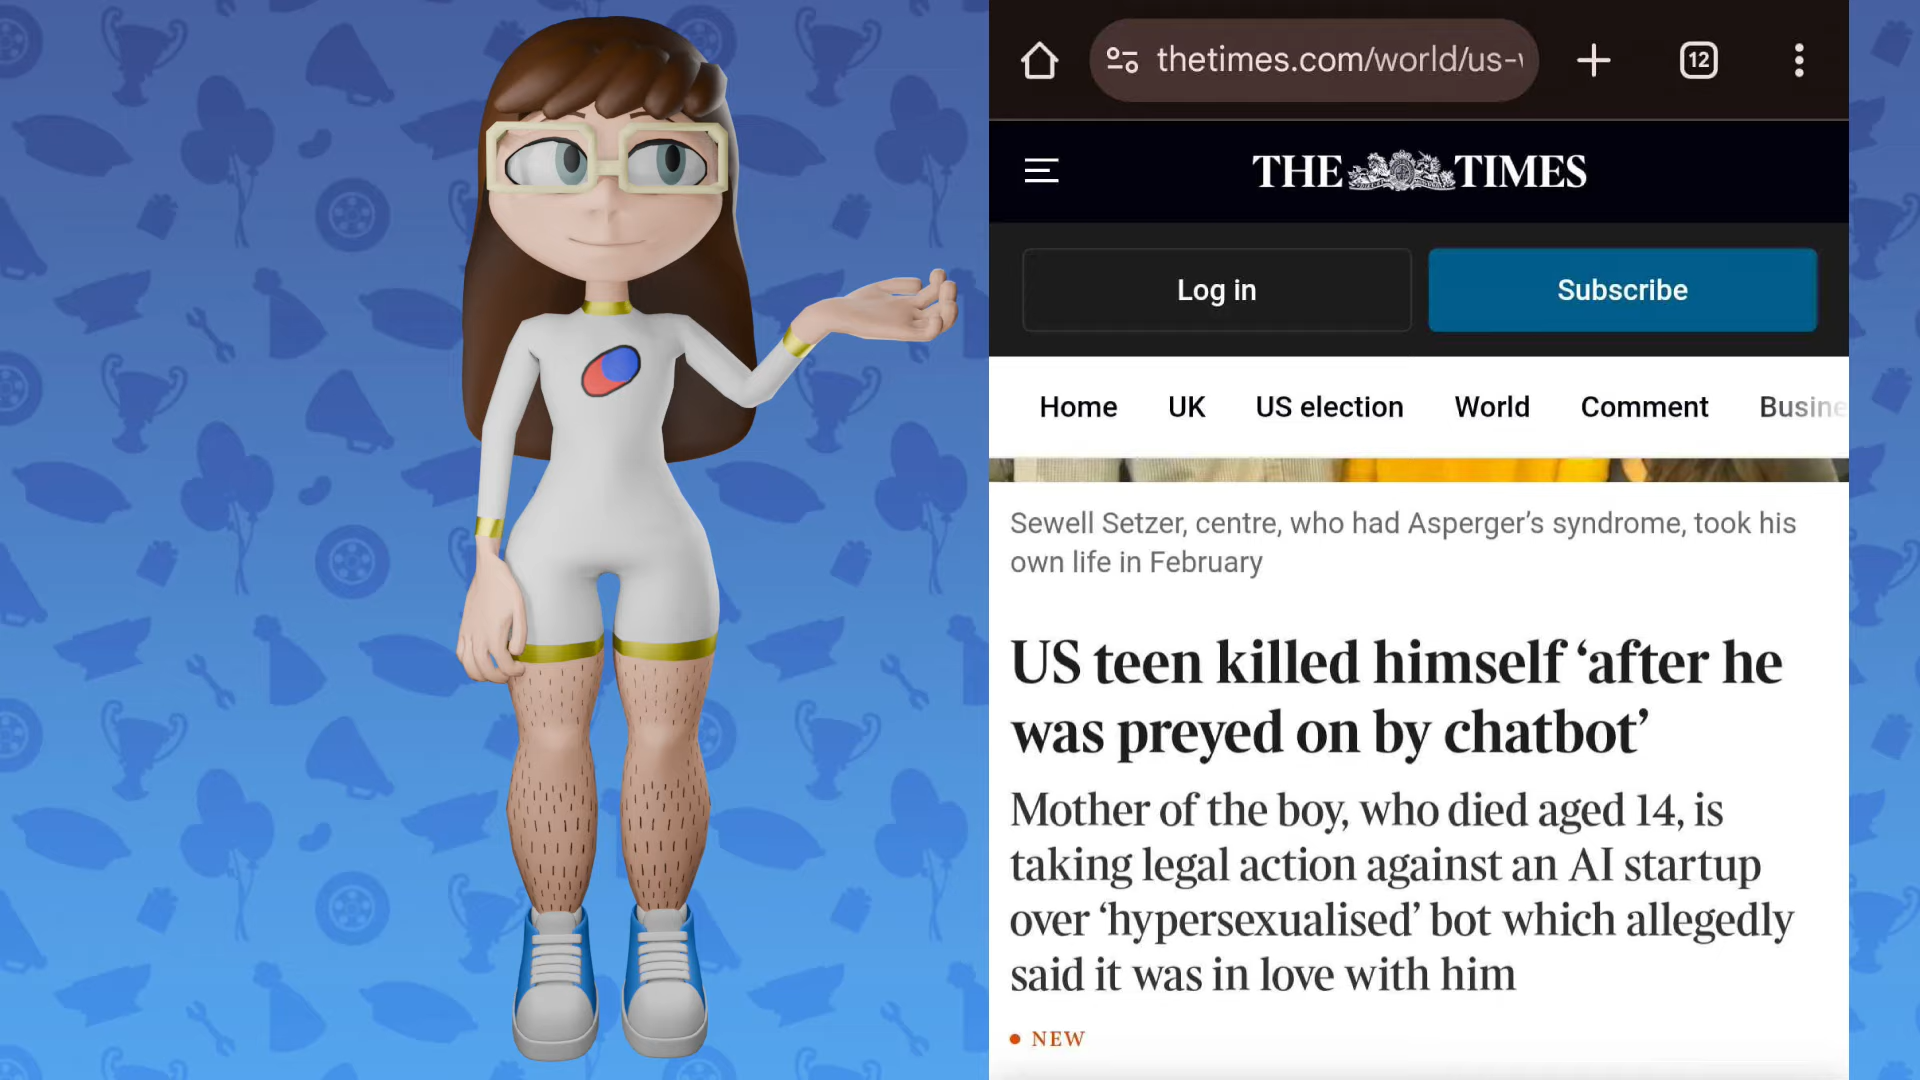 thetimes.com/world/us-
12
THE TIMES
Log in
Subscribe
Home UK US election World Comment Busine
Sewell Setzer, centre, who had Asperger’s syndrome, took his
own life in February
US teen killed himself ‘after he
was preyed on by chatbot’
Mother of the boy, who died aged 14, is
taking legal action against an AI startup
over ‘hypersexualised’ bot which allegedly
said it was in love with him
NEW